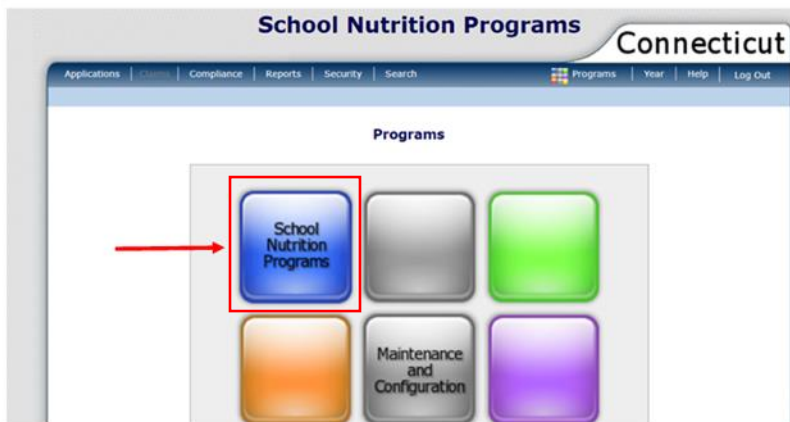 School Nutrition Programs
Connecticut
Applications | Claims | Compliance | Reports | Security | Search Programs | Year | Help | Log Out
Programs
School
Nutrition
Programs
Maintenance
and
Configuration